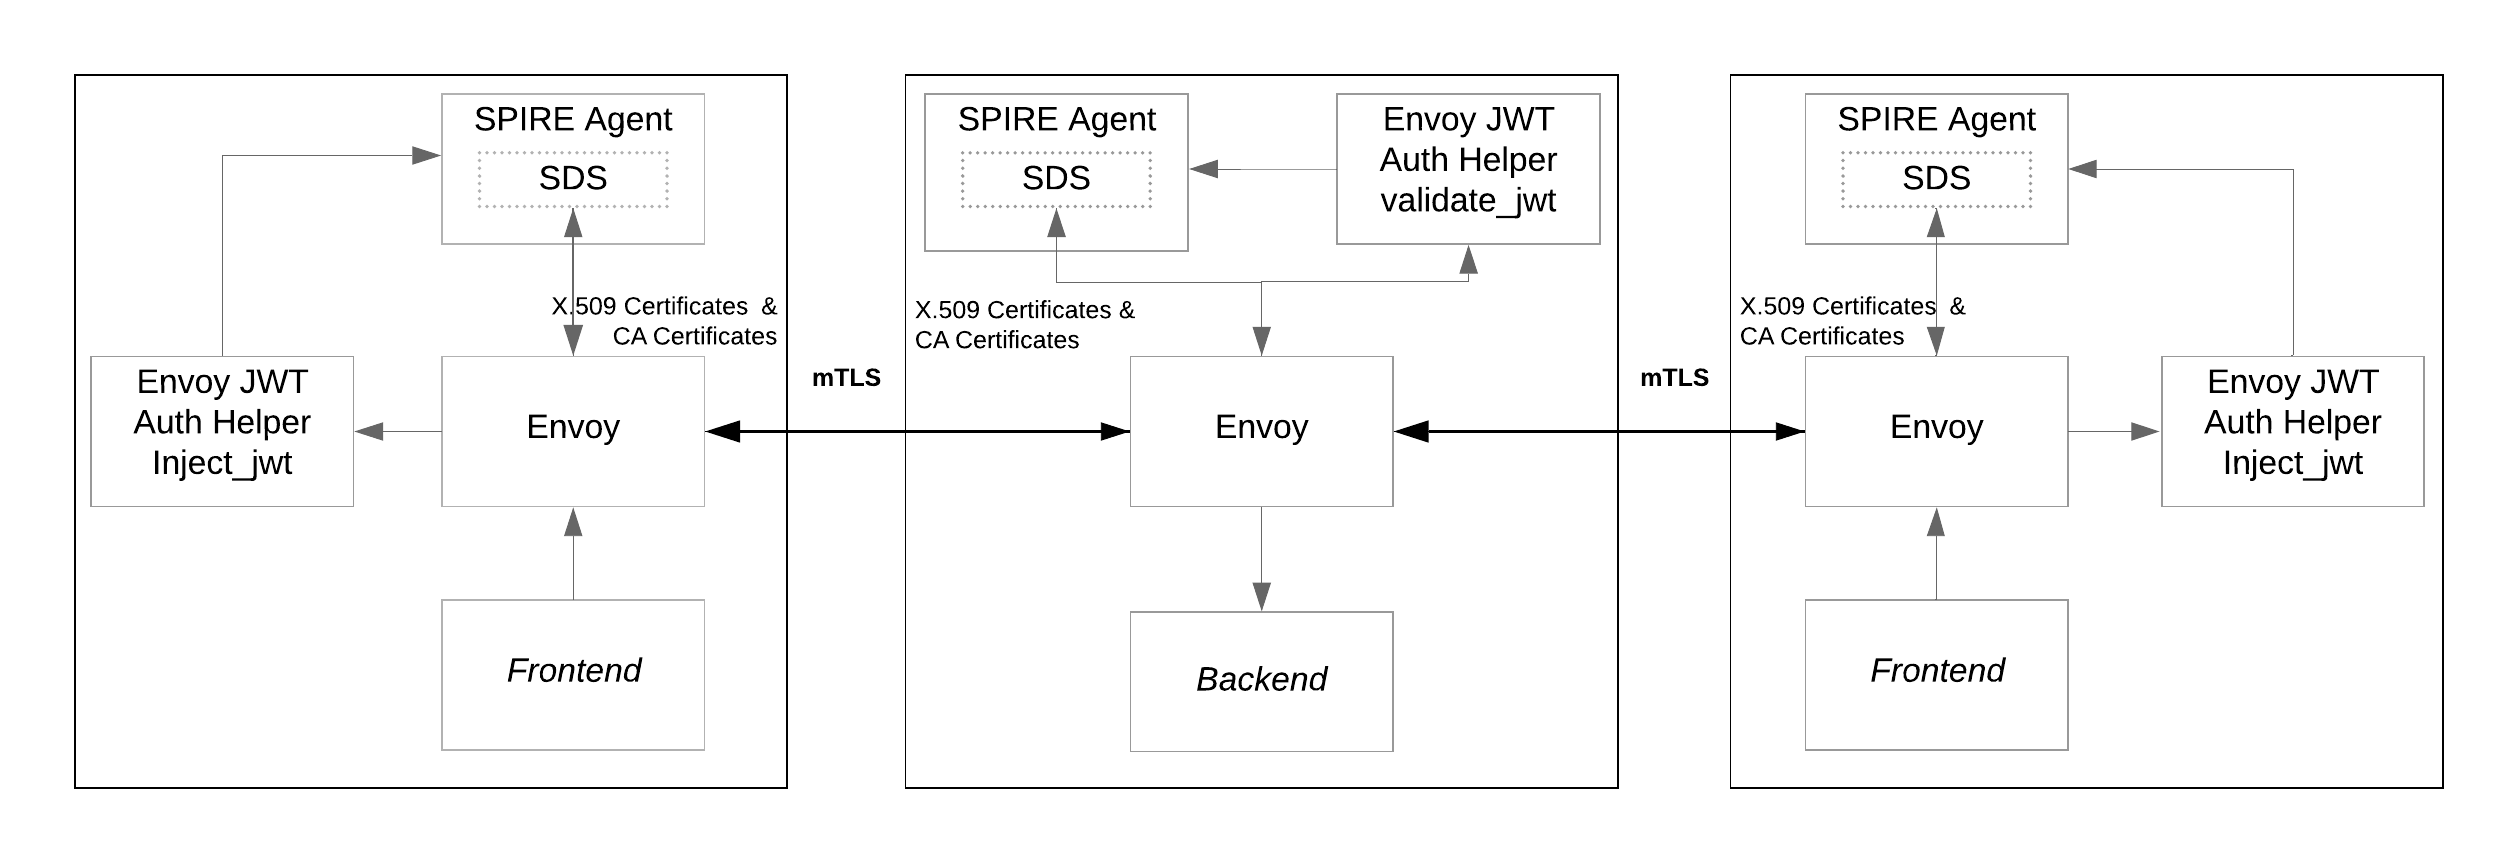 SPIRE Agent
SDS
X.509 Certificates &
CA Certificates
Envoy JWT
Auth Helper
Inject_jwt
Envoy
Frontend
mTLS
SPIRE Agent
SDS
Envoy JWT
Auth Helper
validate_jwt
X.509 Certificates &
CA Certificates
Envoy
Backend
mTLS
SPIRE Agent
SDS
X.509 Certificates &
CA Certificates
Envoy
Envoy JWT
Auth Helper
Inject_jwt
Frontend